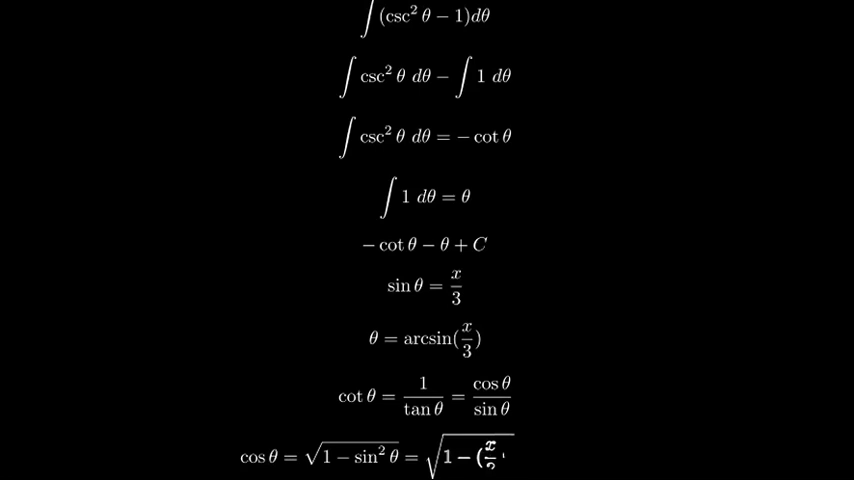 ∫ (csc² θ − 1)dθ
∫ csc² θ dθ − ∫ 1 dθ
∫ csc² θ dθ = − cot θ
∫ 1 dθ = θ
− cot θ − θ + C
sin θ = x/3
θ = arcsin(x/3)
cot θ = 1/tan θ = cos θ/sin θ
cos θ = √(1 − sin² θ) = √1 − (x